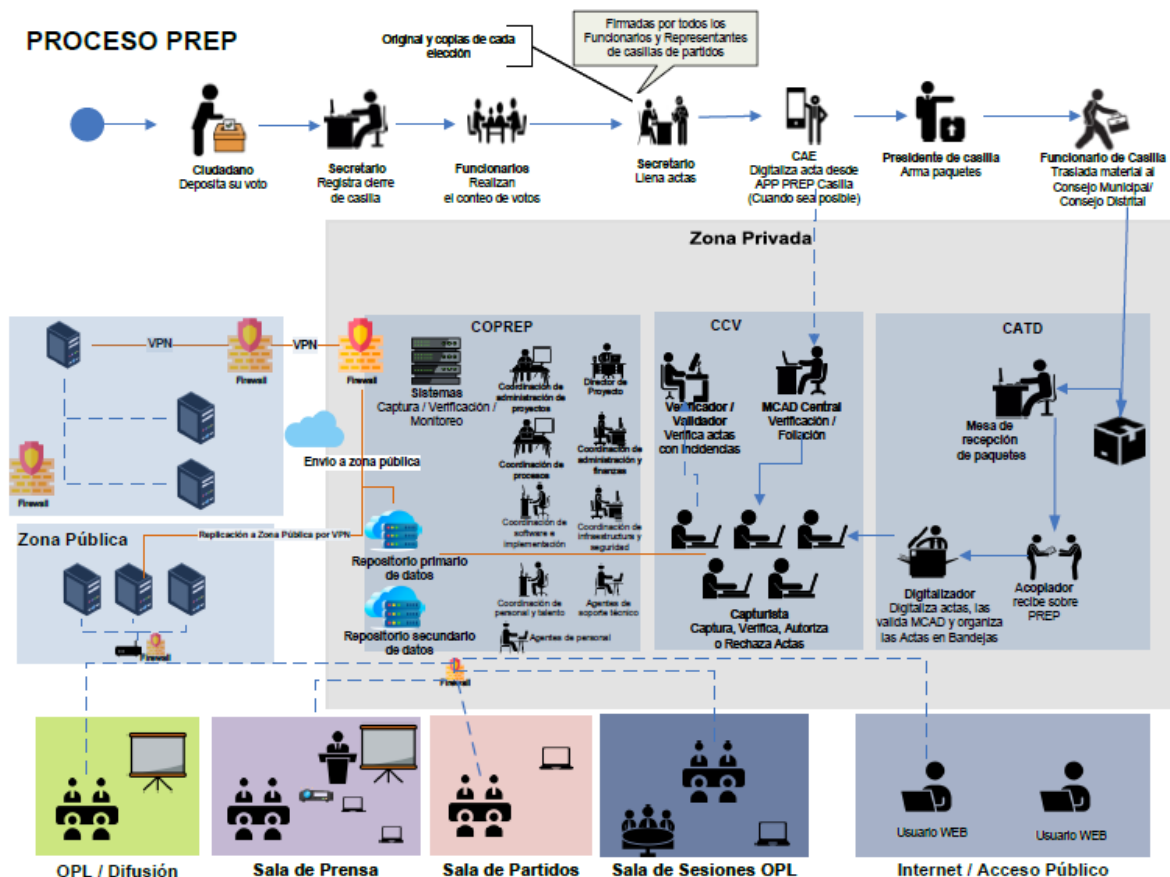 PROCESO PREP
Original y copias de cada
elección
Firmadas por todos los
Funcionarios y Representantes
de casillas de partidos
Ciudadano
Deposita su voto
Secretario
Registra cierre
de casilla
Funcionarios
Realizan
el conteo de votos
Secretario
Llena actas
CAE
Digitaliza acta desde
APP PREP Casilla
(Cuando sea posible)
Presidente de casilla
Arma paquetes
Funcionario de Casilla
Traslada material al
Consejo Municipal/
Consejo Distrital
Zona Privada
VPN
Firewall
VPN
Firewall
Firewall
COPREP
Sistemas
Captura / Verificación /
Monitoreo
Envio a zona pública
Coordinación de
administración de
proyectos
Director de
Proyecto
Coordinación de
procesos
Coordinación de
administración y
finanzas
Coordinación de
software e
implementación
Coordinación de
infraestructura y
seguridad
Coordinación de
personal y talento
Agentes de
soporte técnico
Agentes de personal
Repositorio primario
de datos
Repositorio secundario
de datos
CCV
Verificador /
Validador
Verifica actas
con incidencias
MCAD Central
Verificación /
Foliación
Capturista
Captura, Verifica, Autoriza
o Rechaza Actas
CATD
Mesa de
recepción
de paquetes
Digitalizador
Digitaliza actas, las
valida MCAD y organiza
las Actas en Bandejas
Acopiador
recibe sobre
PREP
Zona Pública
Replicación a Zona Pública por VPN
Firewall
Firewall
OPL / Difusión
Sala de Prensa
Sala de Partidos
Sala de Sesiones OPL
Usuario WEB
Usuario WEB
Internet / Acceso Público